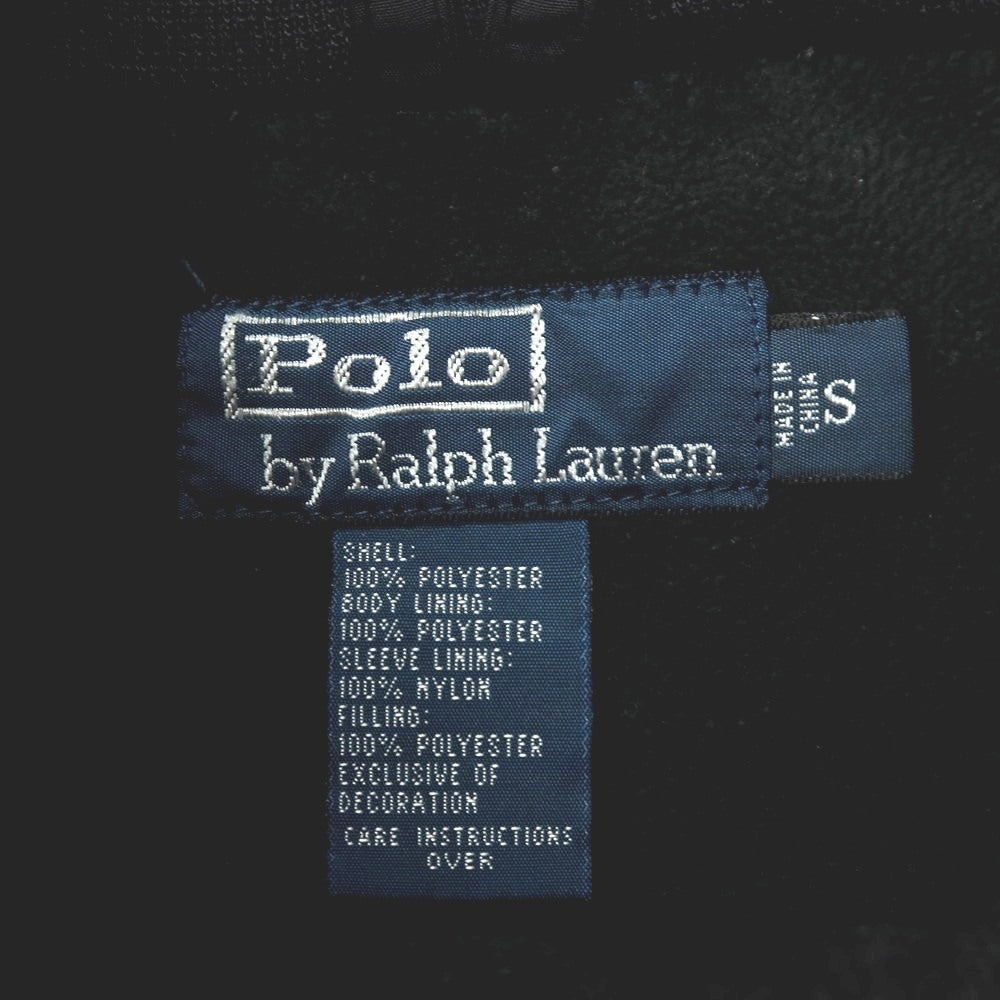 Polo
by Ralph Lauren
MADE IN
CHINA
S
SHELL:
100% POLYESTER
BODY LINING:
100% POLYESTER
SLEEVE LINING:
100% NYLON
FILLING:
100% POLYESTER
EXCLUSIVE OF
DECORATION
CARE INSTRUCTIONS
OVER